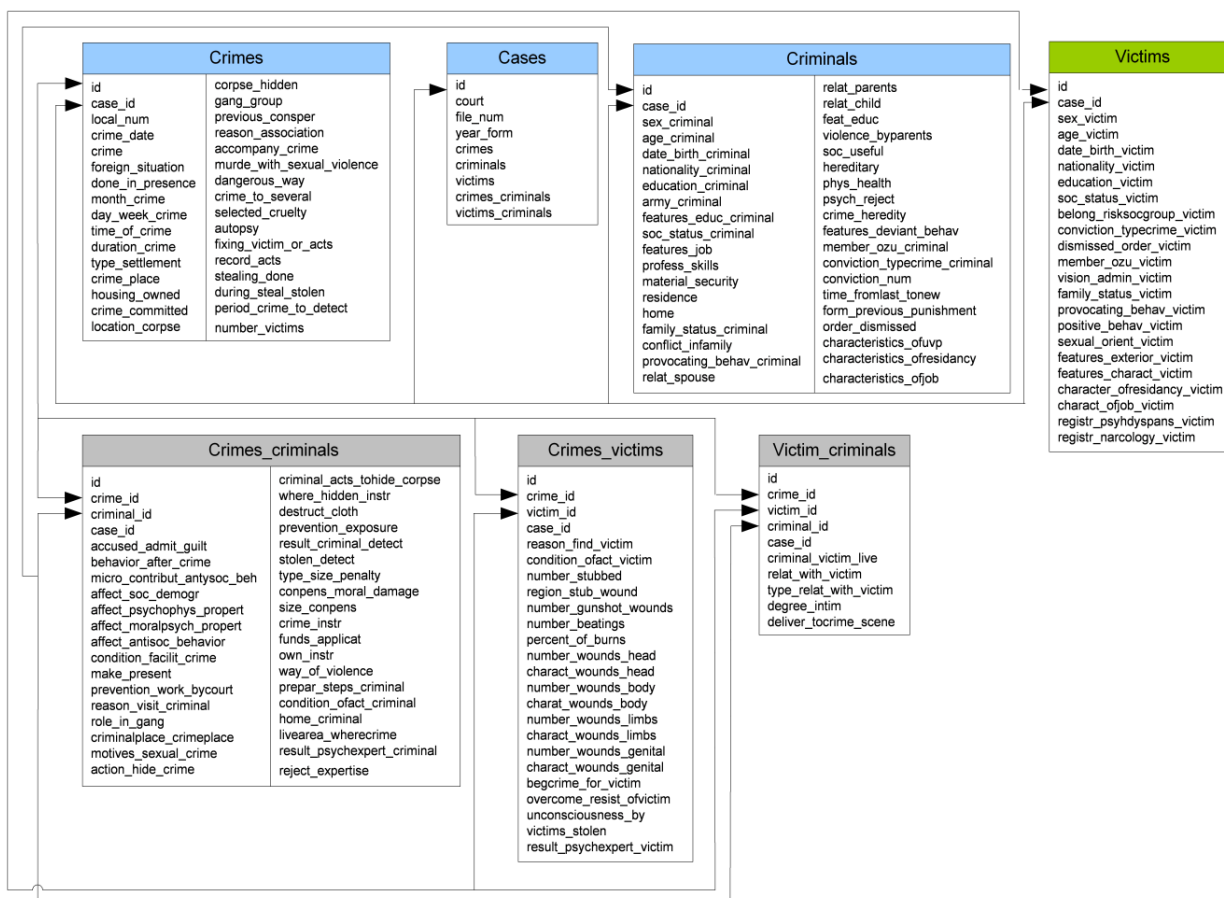 Crimes
id
case_id
local_num
crime_date
crime
foreign_situation
done_in_presence
month_crime
day_week_crime
time_of_crime
duration_crime
type_settlement
crime_place
housing_owned
crime_committed
location_corpse
corpse_hidden
gang_group
previous_consper
reason_association
accompany_crime
murde_with_sexual_violence
dangerous_way
crime_to_several
selected_cruelty
autopsy
fixing_victim_or_acts
record_acts
stealing_done
during_steal_stolen
period_crime_to_detect
number_victims
Cases
id
court
file_num
year_form
crimes
criminals
victims
crimes_criminals
victims_criminals
Criminals
id
case_id
sex_criminal
age_criminal
date_birth_criminal
nationality_criminal
education_criminal
army_criminal
features_educ_criminal
soc_status_criminal
features_job
profess_skills
material_security
residence
home
family_status_criminal
conflict_infamily
provocating_behav_criminal
relat_spouse
relat_parents
relat_child
feat_educ
violence_byparents
soc_useful
hereditary
phys_health
psych_reject
crime_heredity
features_deviant_behav
member_ozu_criminal
conviction_typecrime_criminal
conviction_num
time_fromlast_tonew
form_previous_punishment
order_dismissed
characteristics_ofuvp
characteristics_ofresidancy
characteristics_ofjob
Victims
id
case_id
sex_victim
age_victim
date_birth_victim
nationality_victim
education_victim
soc_status_victim
belong_risksocgroup_victim
conviction_typecrime_victim
dismissed_order_victim
member_ozu_victim
vision_admin_victim
family_status_victim
provocating_behav_victim
positive_behav_victim
sexual_orient_victim
features_exterior_victim
features_charact_victim
character_ofresidancy_victim
charact_ofjob_victim
registr_psyhdyspans_victim
registr_narcology_victim
Crimes_criminals
id
crime_id
criminal_id
case_id
accused_admit_guilt
behavior_after_crime
micro_contribut_antysoc_beh
affect_soc_demogr
affect_psychophys_propert
affect_moralpsych_propert
affect_antisoc_behavior
condition_facilit_crime
make_present
prevention_work_bycourt
reason_visit_criminal
role_in_gang
criminalplace_crimeplace
motives_sexual_crime
action_hide_crime
criminal_acts_tohide_corpse
where_hidden_instr
destruct_cloth
prevention_exposure
result_criminal_detect
stolen_detect
type_size_penalty
conpens_moral_damage
size_conpens
crime_instr
funds_applicat
own_instr
way_of_violence
prepar_steps_criminal
condition_ofact_criminal
home_criminal
livearea_wherecrime
result_psychexpert_criminal
reject_expertise
Crimes_victims
id
crime_id
victim_id
case_id
reason_find_victim
condition_ofact_victim
number_stubbed
region_stub_wound
number_gunshot_wounds
number_beatings
percent_of_burns
number_wounds_head
charact_wounds_head
number_wounds_body
charat_wounds_body
number_wounds_limbs
charact_wounds_limbs
number_wounds_genital
charact_wounds_genital
begcrime_for_victim
overcome_resist_ofvictim
unconsciousness_by
victims_stolen
result_psychexpert_victim
Victim_criminals
id
crime_id
victim_id
criminal_id
case_id
criminal_victim_live
relat_with_victim
type_relat_with_victim
degree_intim
deliver_tocrime_scene